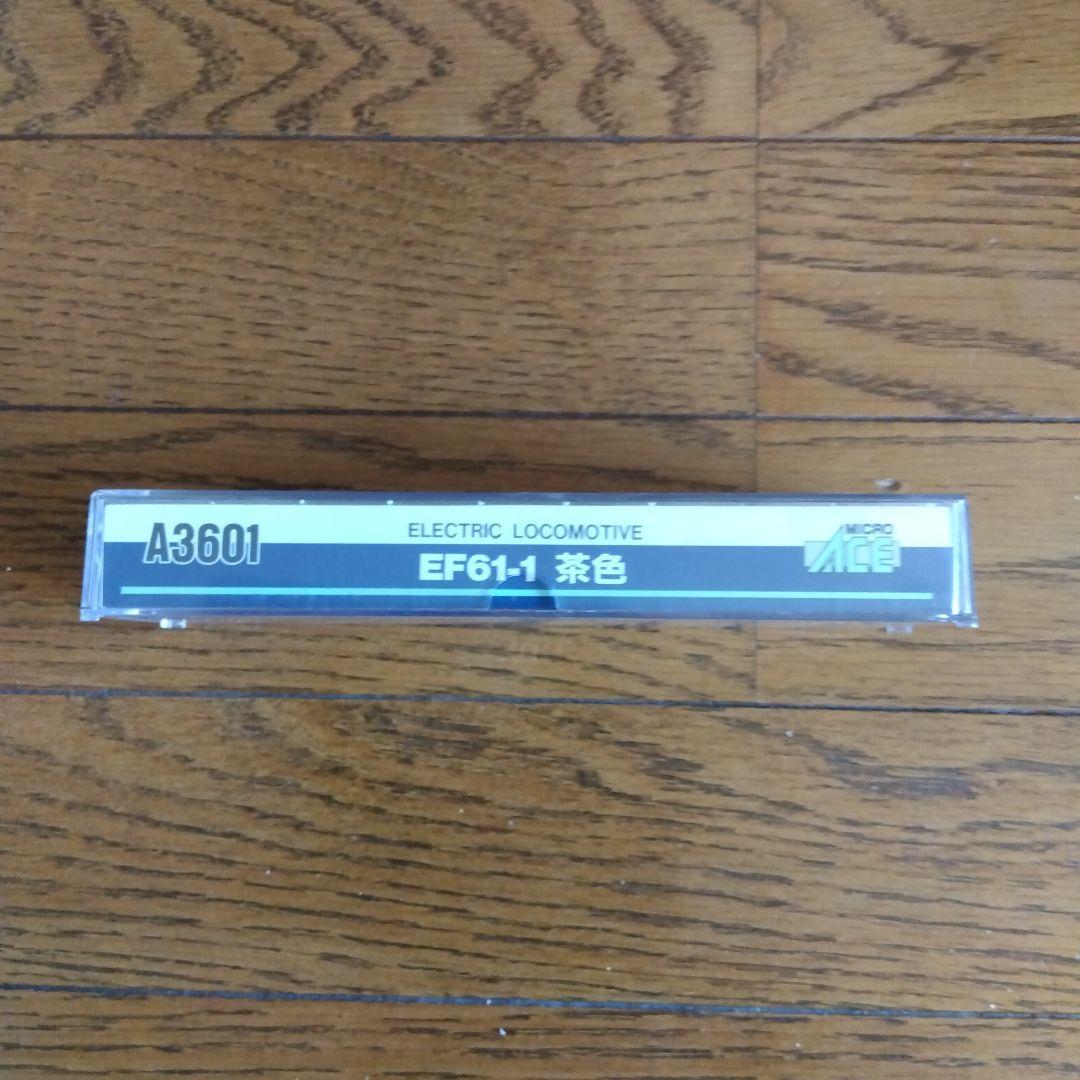 A3601
ELECTRIC LOCOMOTIVE
EF61-1 茶色
MICRO
ACE